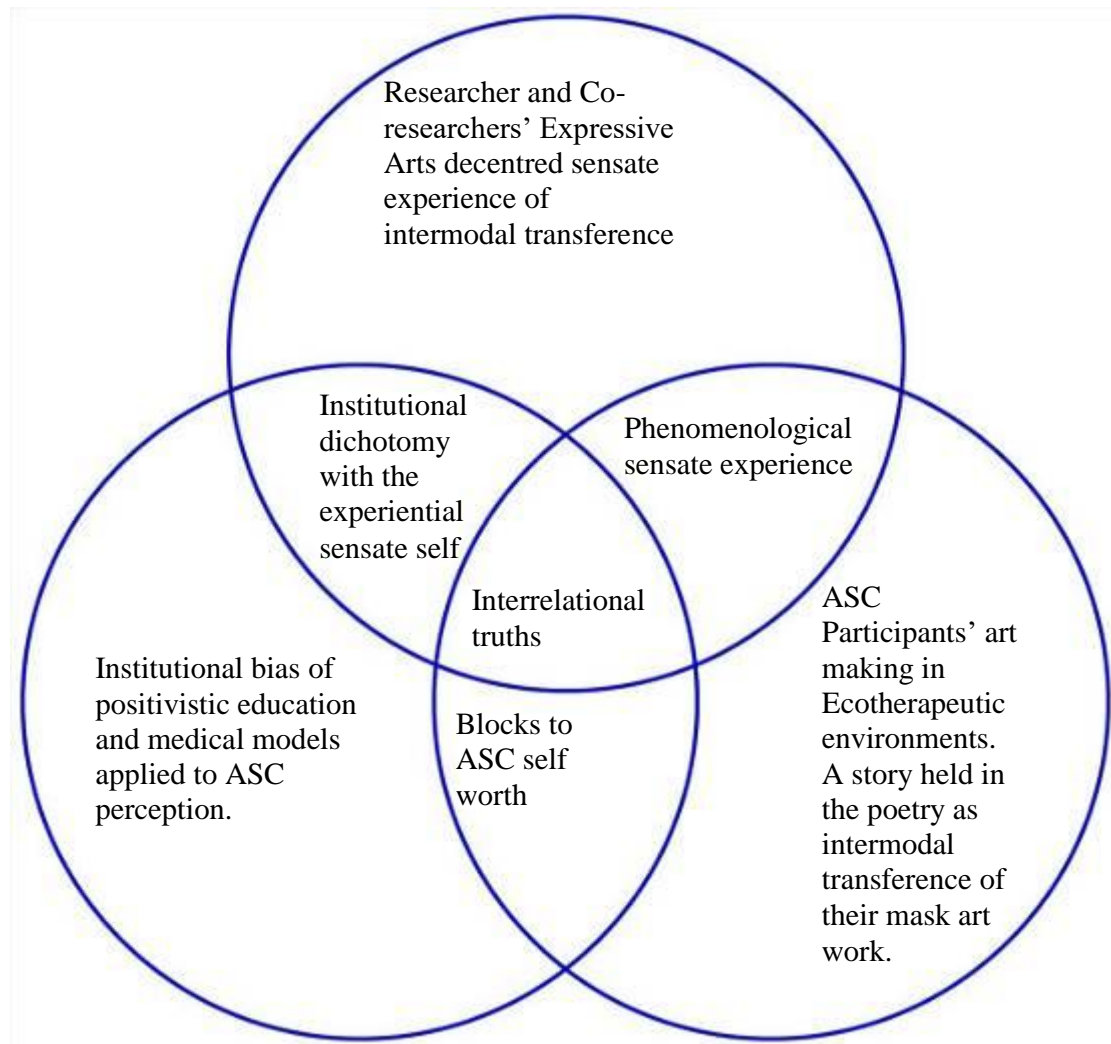 Researcher and Co-
researchers’ Expressive
Arts decentred sensate
experience of
intermodal transference
Institutional
dichotomy
with the
experiential
sensate self
Phenomenological
sensate experience
Interrelational
truths
Institutional bias of
positivistic education
and medical models
applied to ASC
perception.
Blocks to
ASC self
worth
ASC
Participants’ art
making in
Ecotherapeutic
environments.
A story held in
the poetry as
intermodal
transference of
their mask art
work.